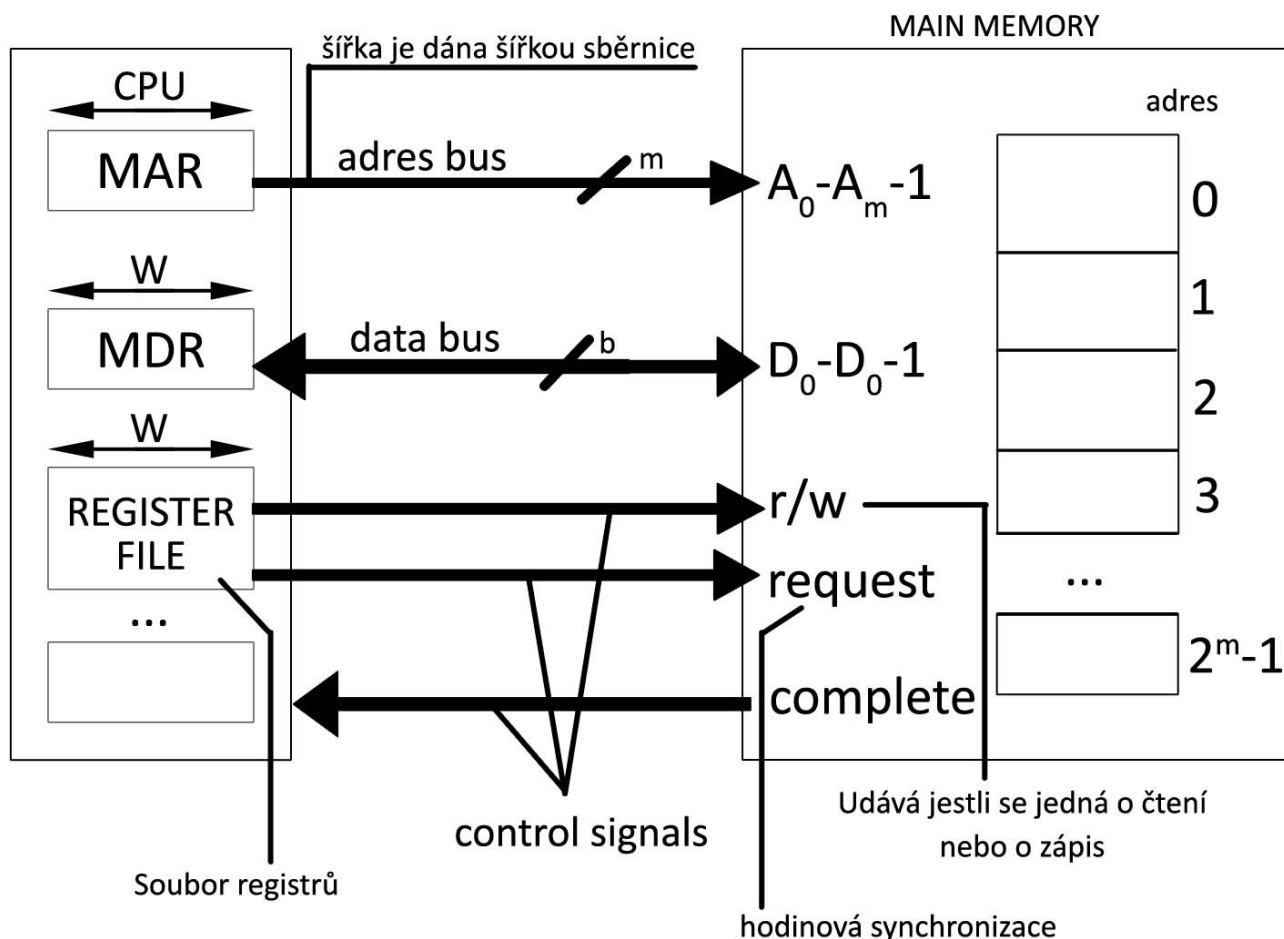 MAIN MEMORY
šířka je dána šířkou sběrnice
CPU
MAR
adres bus
m
A₀-Aₘ-1
adres
0
W
MDR
data bus
b
D₀-D₀-1
1
2
W
REGISTER
FILE
...
r/w
request
complete
3
...
2ᵐ-1
control signals
Soubor registrů
Udává jestli se jedná o čtení
nebo o zápis
hodinová synchronizace